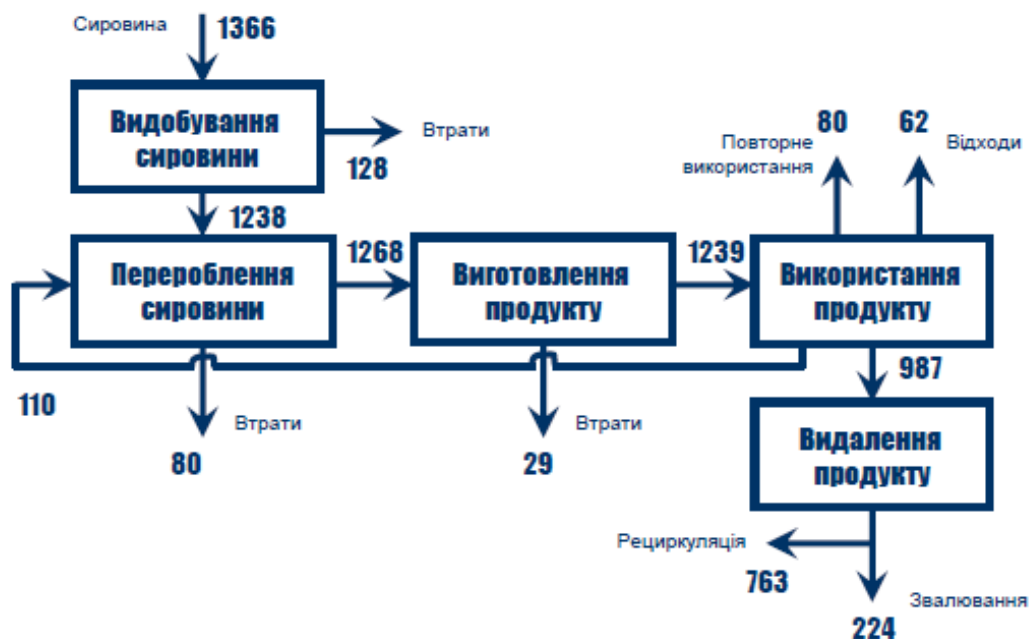 Сировина
1366
Видобування
сировини
Втрати
128
1238
80
62
Повторне
використання
Відходи
Перероблення
сировини
1268
Виготовлення
продукту
1239
Використання
продукту
110
987
Втрати
80
Втрати
29
Видалення
продукту
Рециркуляція
763
Звалювання
224